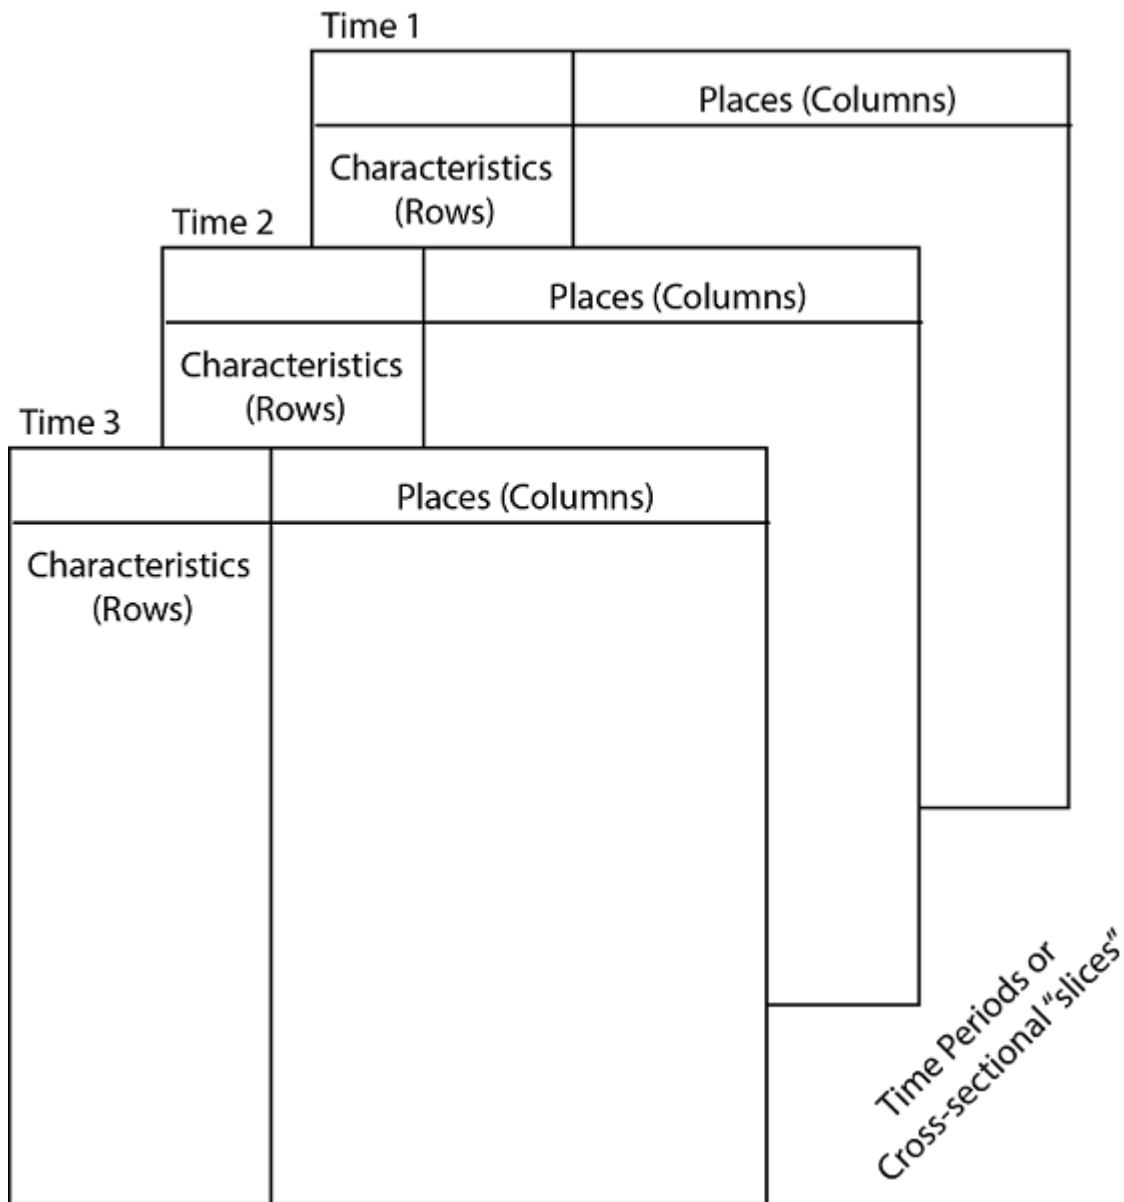 Time 1
Places (Columns)
Characteristics
(Rows)
Time 2
Places (Columns)
Characteristics
(Rows)
Time 3
Places (Columns)
Characteristics
(Rows)
Time Periods or
Cross-sectional “slices”